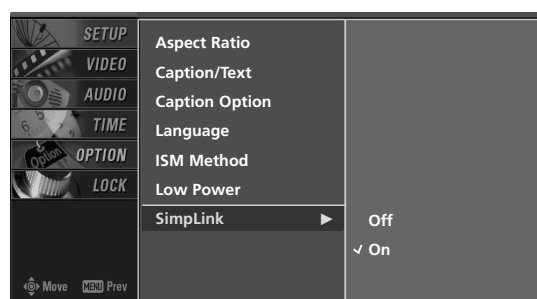 SETUP
VIDEO
AUDIO
TIME
OPTION
LOCK
Move MENU Prev
Aspect Ratio
Caption/Text
Caption Option
Language
ISM Method
Low Power
SimpLink ▶
Off
✓ On